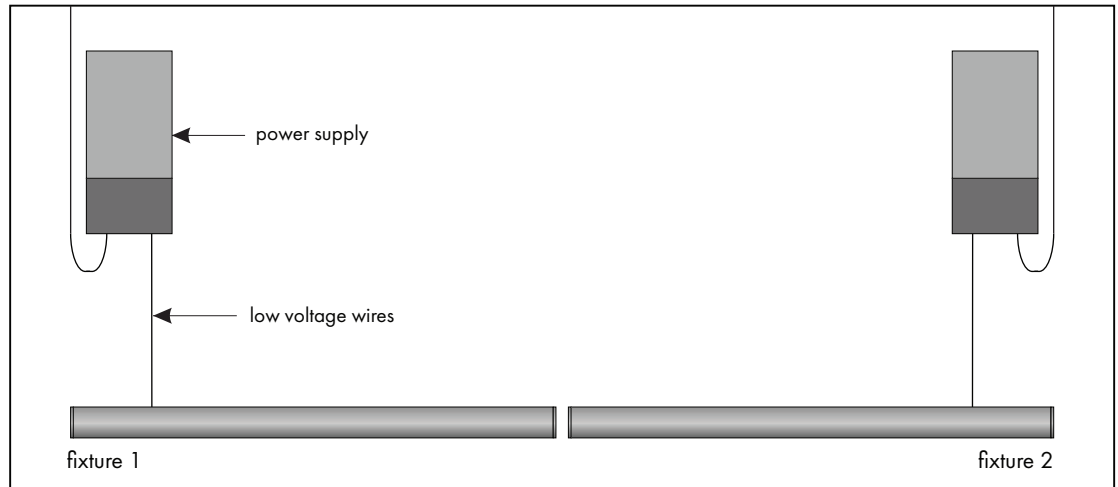 power supply
low voltage wires
fixture 1
fixture 2